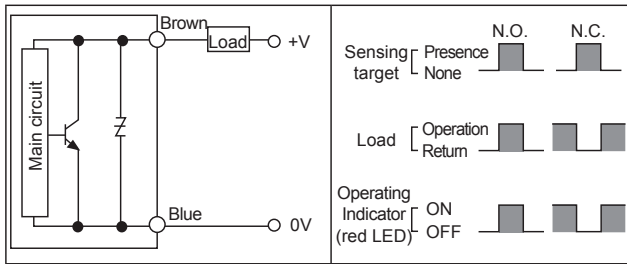 Brown
Load
+V
Main circuit
Blue
0V
N.O.
N.C.
Sensing target
Presence
None
Load
Operation
Return
Operating Indicator (red LED)
ON
OFF